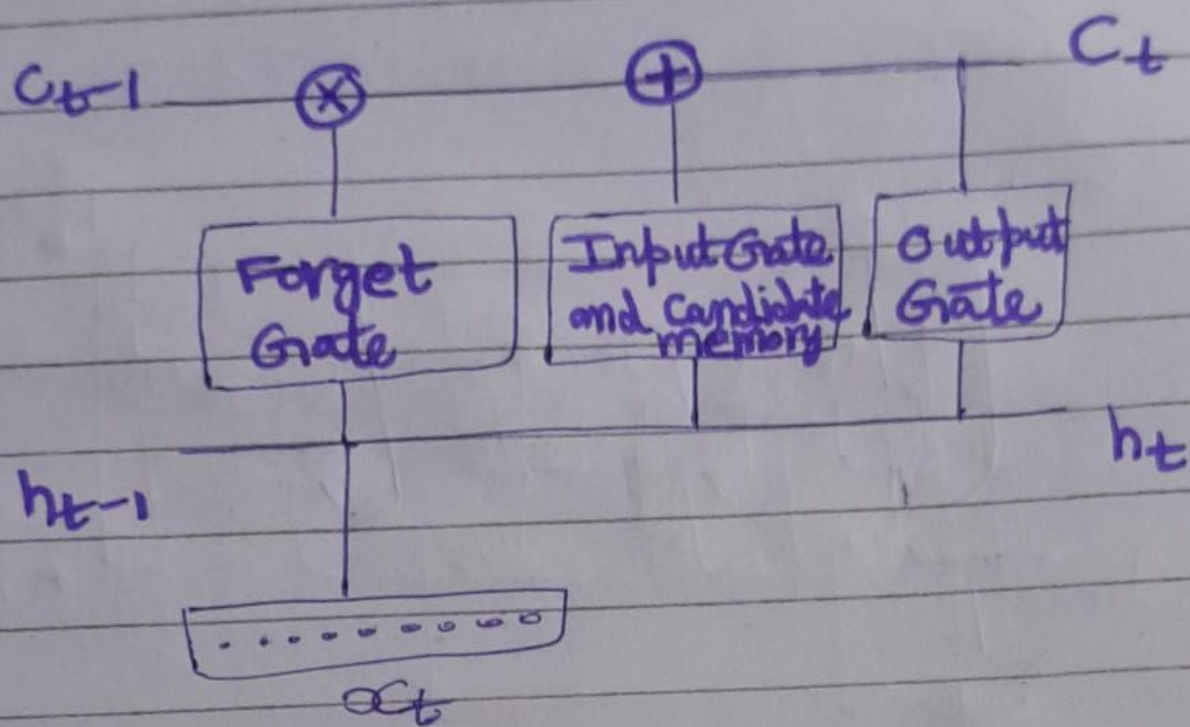 Ct-1
Ct
Forget
Gate
Input Gate
and Candidate
memory
Output
Gate
ht-1
ht
xt